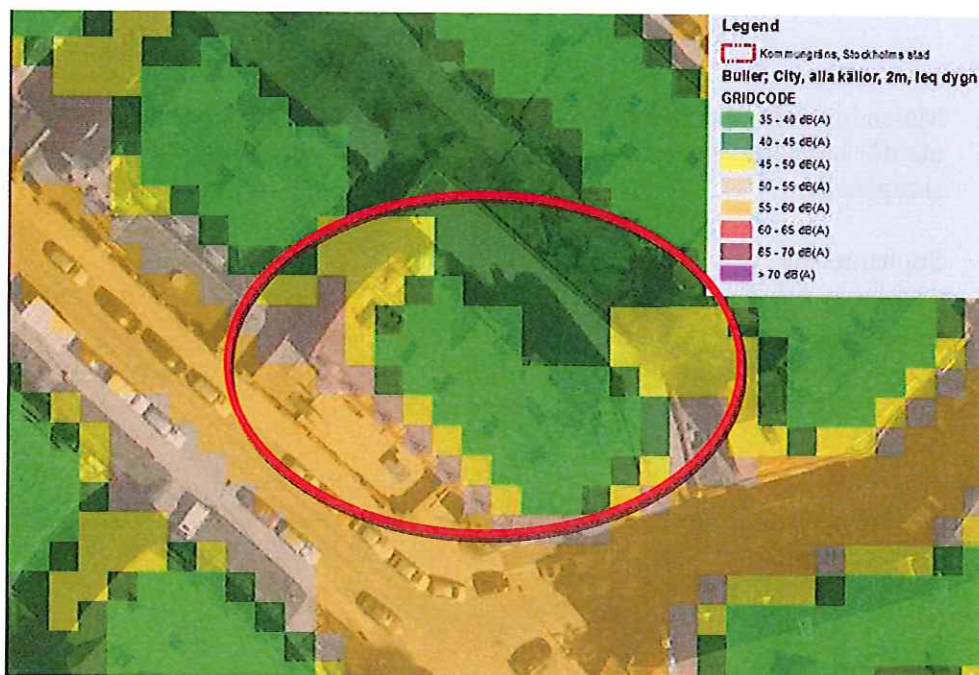 Legend
Kommungräns, Stockholms stad
Buller; City, alla källor, 2m, leq dygn
GRIDCODE
35 - 40 dB(A)
40 - 45 dB(A)
45 - 50 dB(A)
50 - 55 dB(A)
55 - 60 dB(A)
60 - 65 dB(A)
65 - 70 dB(A)
> 70 dB(A)